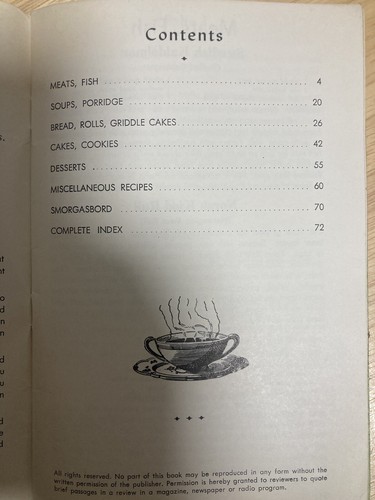 Contents
MEATS, FISH 4
SOUPS, PORRIDGE 20
BREAD, ROLLS, GRIDDLE CAKES 26
CAKES, COOKIES 42
DESSERTS 55
MISCELLANEOUS RECIPES 60
SMORGASBORD 70
COMPLETE INDEX 72
All rights reserved. No part of this book may be reproduced in any form without the
written permission of the publisher. Permission is hereby granted to reviewers to quote
brief passages in a review in a magazine, newspaper or radio program.